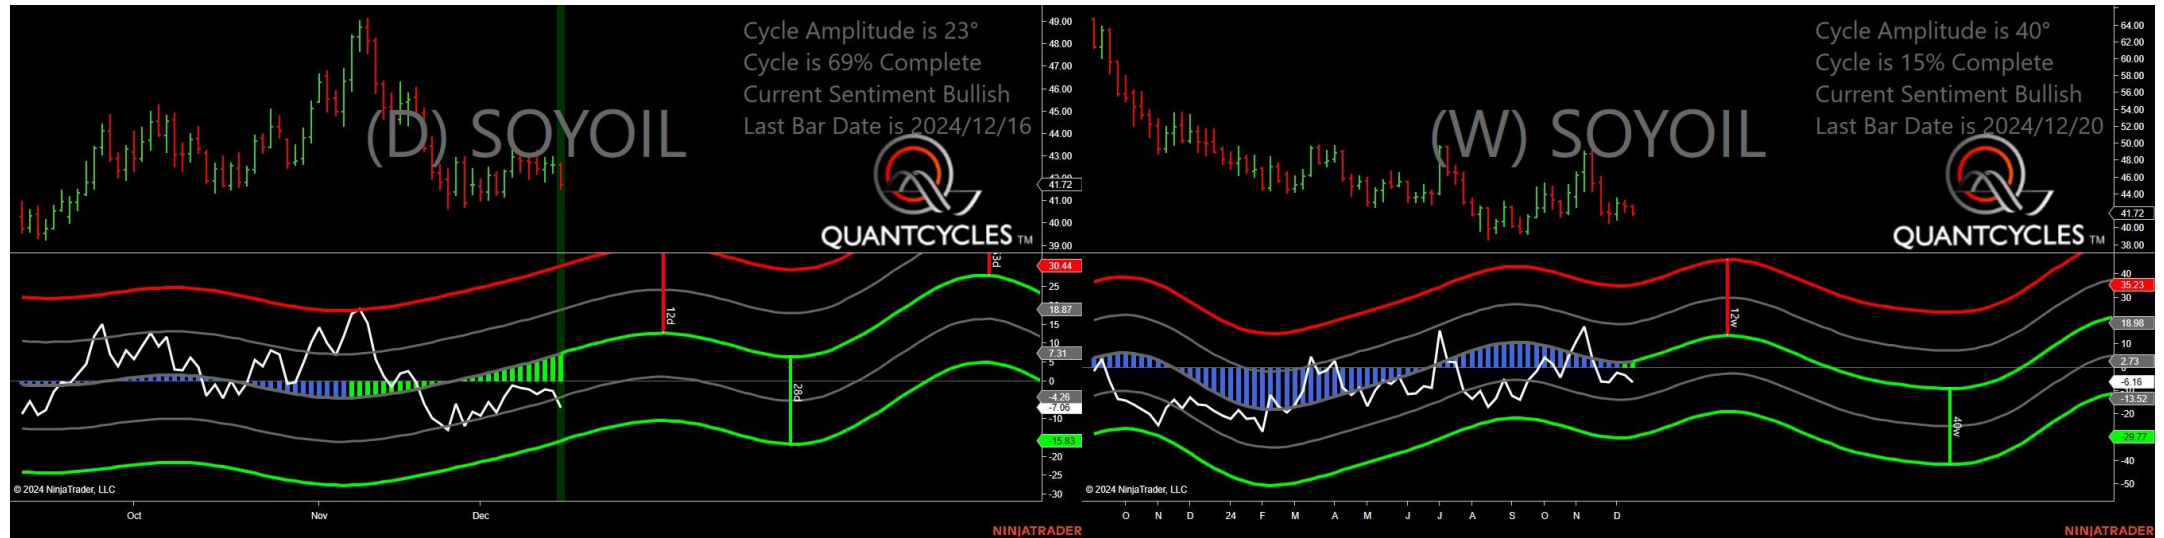 Cycle Amplitude is 23°
Cycle is 69% Complete
Current Sentiment Bullish
Last Bar Date is 2024/12/16
(D) SOYOIL
QUANTCYCLES TM
49.00
48.00
47.00
46.00
45.00
44.00
43.00
42.00
41.72
41.00
40.00
39.00
30.44
25
18.87
15
10
7.31
5
0
-4.26
-7.06
-10
-15.83
-20
-25
-30
12d
28d
53d
© 2024 NinjaTrader, LLC
Oct
Nov
Dec
NINJATRADER
Cycle Amplitude is 40°
Cycle is 15% Complete
Current Sentiment Bullish
Last Bar Date is 2024/12/20
(W) SOYOIL
QUANTCYCLES TM
64.00
62.00
60.00
58.00
56.00
54.00
52.00
50.00
48.00
46.00
44.00
41.72
40.00
38.00
40
35.23
30
18.98
10
2.73
-6.16
-13.52
-20
-29.77
-40
-50
12w
40w
© 2024 NinjaTrader, LLC
O N D 24 F M A M J J A S O N D
NINJATRADER